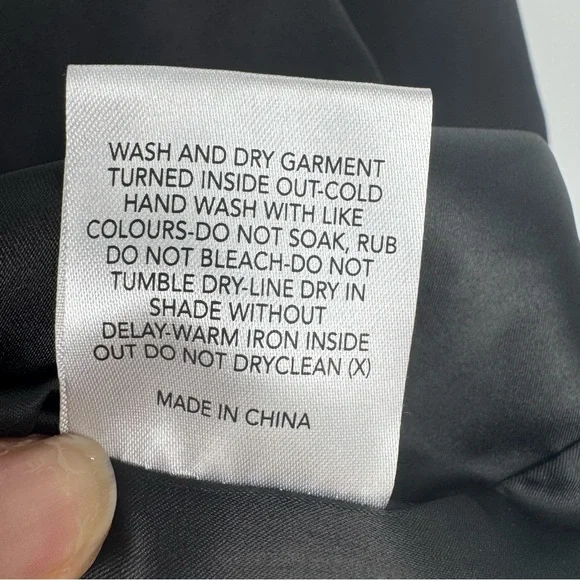 WASH AND DRY GARMENT
TURNED INSIDE OUT-COLD
HAND WASH WITH LIKE
COLOURS-DO NOT SOAK, RUB
DO NOT BLEACH-DO NOT
TUMBLE DRY-LINE DRY IN
SHADE WITHOUT
DELAY-WARM IRON INSIDE
OUT DO NOT DRYCLEAN (X)
MADE IN CHINA